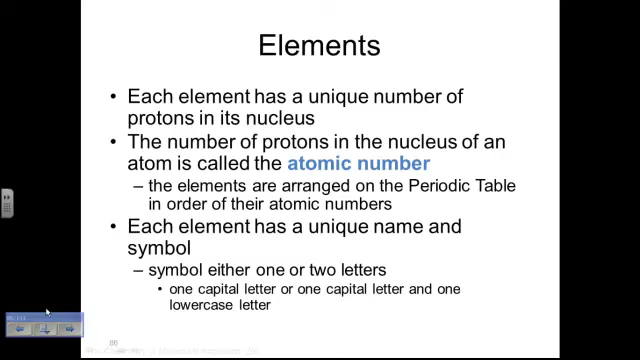 Elements
• Each element has a unique number of
protons in its nucleus
• The number of protons in the nucleus of an
atom is called the atomic number
– the elements are arranged on the Periodic Table
in order of their atomic numbers
• Each element has a unique name and
symbol
– symbol either one or two letters
• one capital letter or one capital letter and one
lowercase letter
86